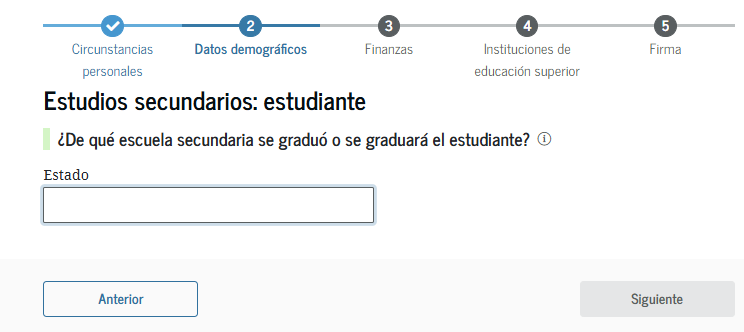 2 3 4 5
Circunstancias personales
Datos demográficos
Finanzas
Instituciones de educación superior
Firma
Estudios secundarios: estudiante
¿De qué escuela secundaria se graduó o se graduará el estudiante?
Estado
Anterior
Siguiente